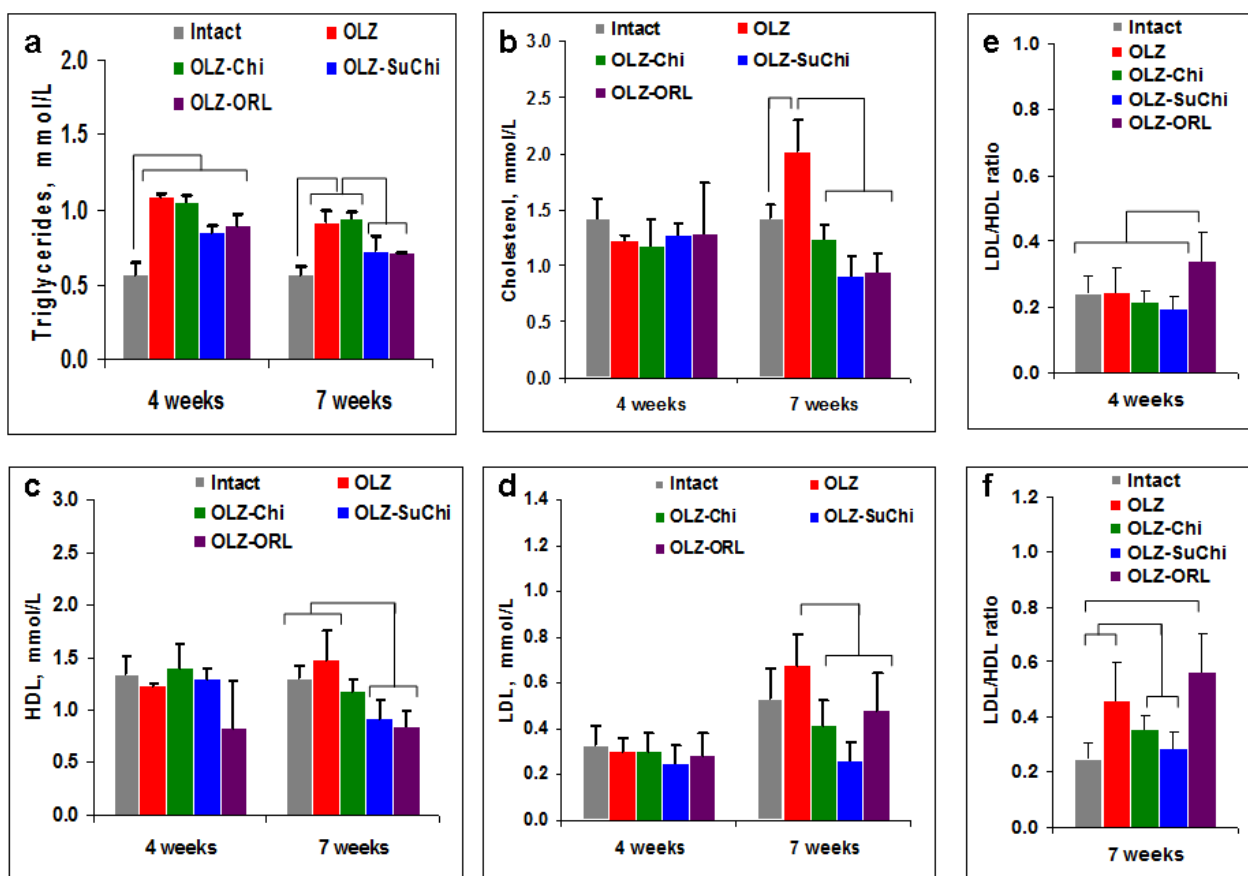 a
Intact OLZ
OLZ-Chi OLZ-SuChi
OLZ-ORL
Triglycerides, mmol/L
2.0
1.5
1.0
0.5
0.0
4 weeks 7 weeks
b
Intact OLZ
OLZ-Chi OLZ-SuChi
OLZ-ORL
Cholesterol, mmol/L
3.0
2.5
2.0
1.5
1.0
0.5
0.0
4 weeks 7 weeks
e
Intact
OLZ
OLZ-Chi
OLZ-SuChi
OLZ-ORL
LDL/HDL ratio
1.0
0.8
0.6
0.4
0.2
0.0
4 weeks
c
Intact OLZ
OLZ-Chi OLZ-SuChi
OLZ-ORL
HDL, mmol/L
3.0
2.5
2.0
1.5
1.0
0.5
0.0
4 weeks 7 weeks
d
Intact OLZ
OLZ-Chi OLZ-SuChi
OLZ-ORL
LDL, mmol/L
1.4
1.2
1.0
0.8
0.6
0.4
0.2
0.0
4 weeks 7 weeks
f
Intact
OLZ
OLZ-Chi
OLZ-SuChi
OLZ-ORL
LDL/HDL ratio
1.2
1.0
0.8
0.6
0.4
0.2
0.0
7 weeks